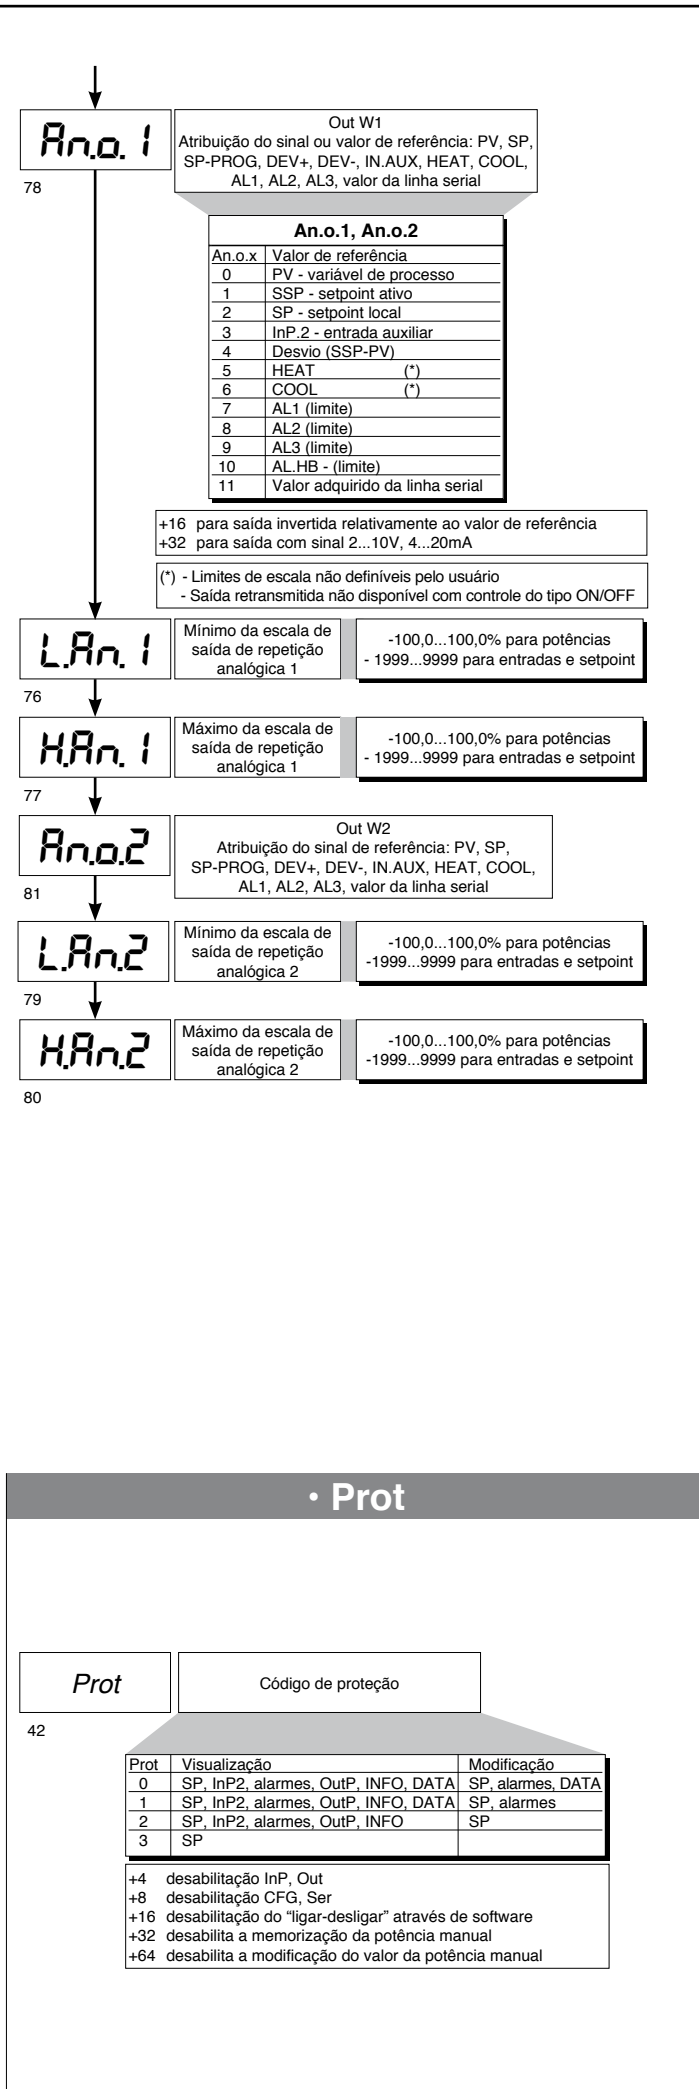 An.o.1
78
Out W1
Atribuição do sinal ou valor de referência: PV, SP,
SP-PROG, DEV+, DEV-, IN.AUX, HEAT, COOL,
AL1, AL2, AL3, valor da linha serial
An.o.1, An.o.2
An.o.x Valor de referência
0 PV - variável de processo
1 SSP - setpoint ativo
2 SP - setpoint local
3 InP.2 - entrada auxiliar
4 Desvio (SSP-PV)
5 HEAT (*)
6 COOL (*)
7 AL1 (limite)
8 AL2 (limite)
9 AL3 (limite)
10 AL.HB - (limite)
11 Valor adquirido da linha serial
+16 para saída invertida relativamente ao valor de referência
+32 para saída com sinal 2...10V, 4...20mA
(*) - Limites de escala não definíveis pelo usuário
- Saída retransmitida não disponível com controle do tipo ON/OFF
L.An.1
76
Mínimo da escala de
saída de repetição
analógica 1
-100,0...100,0% para potências
- 1999...9999 para entradas e setpoint
H.An.1
77
Máximo da escala de
saída de repetição
analógica 1
-100,0...100,0% para potências
- 1999...9999 para entradas e setpoint
An.o.2
81
Out W2
Atribuição do sinal de referência: PV, SP,
SP-PROG, DEV+, DEV-, IN.AUX, HEAT, COOL,
AL1, AL2, AL3, valor da linha serial
L.An.2
79
Mínimo da escala de
saída de repetição
analógica 2
-100,0...100,0% para potências
-1999...9999 para entradas e setpoint
H.An.2
80
Máximo da escala de
saída de repetição
analógica 2
-100,0...100,0% para potências
-1999...9999 para entradas e setpoint
• Prot
Prot
42
Código de proteção
Prot Visualização Modificação
0 SP, InP2, alarmes, OutP, INFO, DATA SP, alarmes, DATA
1 SP, InP2, alarmes, OutP, INFO, DATA SP, alarmes
2 SP, InP2, alarmes, OutP, INFO SP
3 SP
+4 desabilitação InP, Out
+8 desabilitação CFG, Ser
+16 desabilitação do “ligar-desligar” através de software
+32 desabilita a memorização da potência manual
+64 desabilita a modificação do valor da potência manual